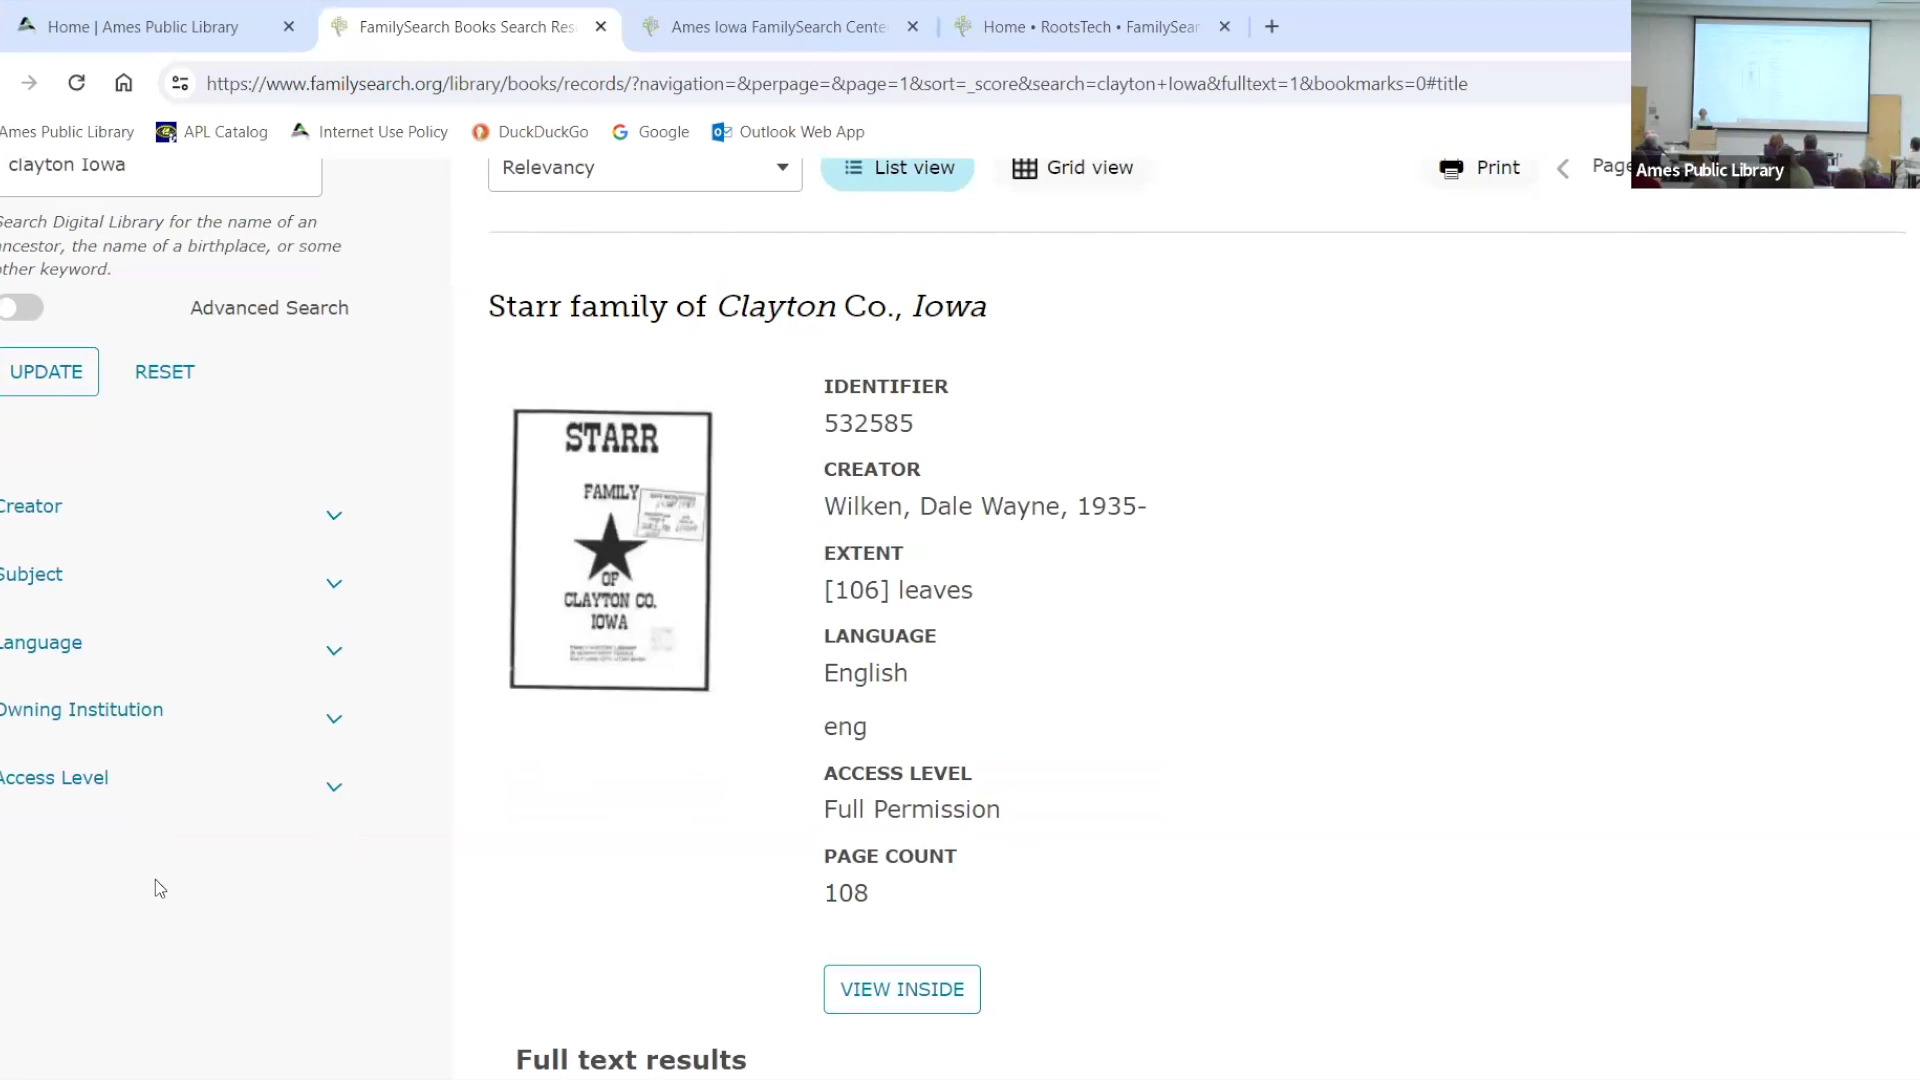 Home | Ames Public Library
FamilySearch Books Search Res
Ames Iowa FamilySearch Cente
Home • RootsTech • FamilySear
https://www.familysearch.org/library/books/records/?navigation=&perpage=&page=1&sort=_score&search=clayton+Iowa&fulltext=1&bookmarks=0#title
Ames Public Library
APL Catalog
Internet Use Policy
DuckDuckGo
Google
Outlook Web App
Ames Public Library
clayton Iowa
Relevancy
List view
Grid view
Print
Page
Search Digital Library for the name of an
ancestor, the name of a birthplace, or some
other keyword.
Advanced Search
UPDATE
RESET
Creator
Subject
Language
Owning Institution
Access Level
Starr family of Clayton Co., Iowa
STARR
FAMILY
OF
CLAYTON CO.
IOWA
IDENTIFIER
532585
CREATOR
Wilken, Dale Wayne, 1935-
EXTENT
[106] leaves
LANGUAGE
English
eng
ACCESS LEVEL
Full Permission
PAGE COUNT
108
VIEW INSIDE
Full text results